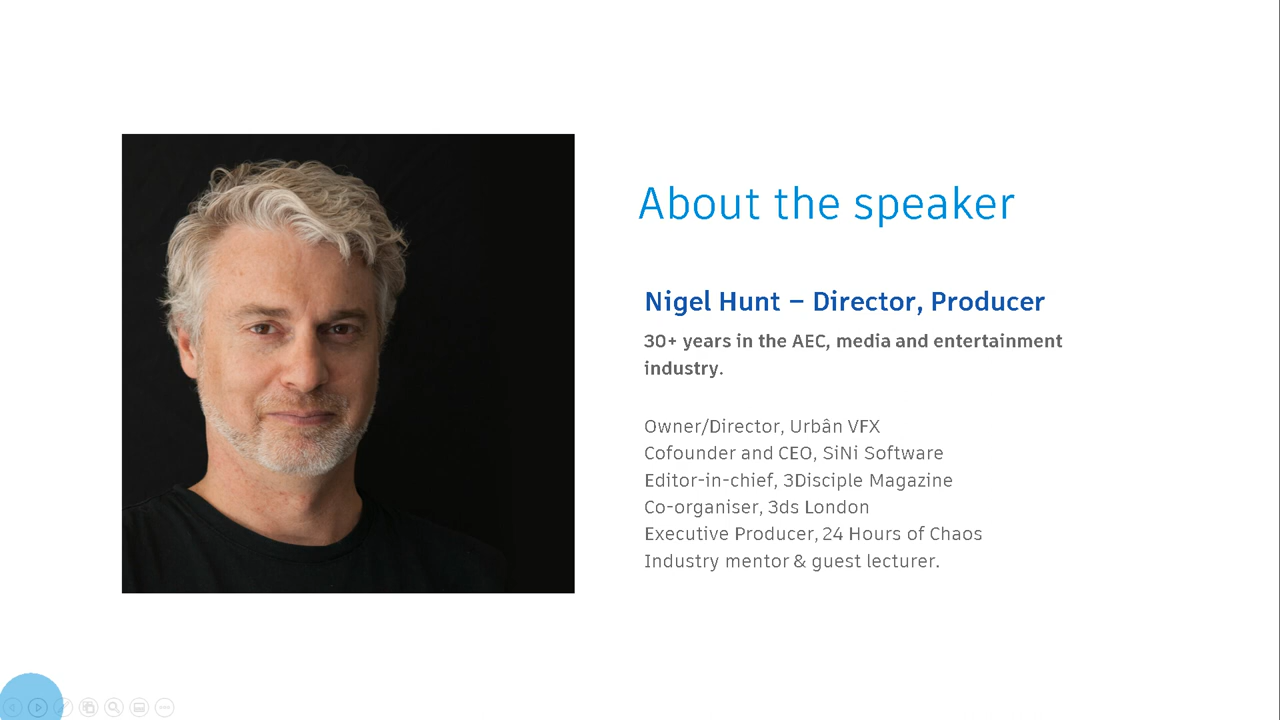 About the speaker
Nigel Hunt – Director, Producer
30+ years in the AEC, media and entertainment
industry.
Owner/Director, Urbân VFX
Cofounder and CEO, SiNi Software
Editor-in-chief, 3Disciple Magazine
Co-organiser, 3ds London
Executive Producer, 24 Hours of Chaos
Industry mentor & guest lecturer.